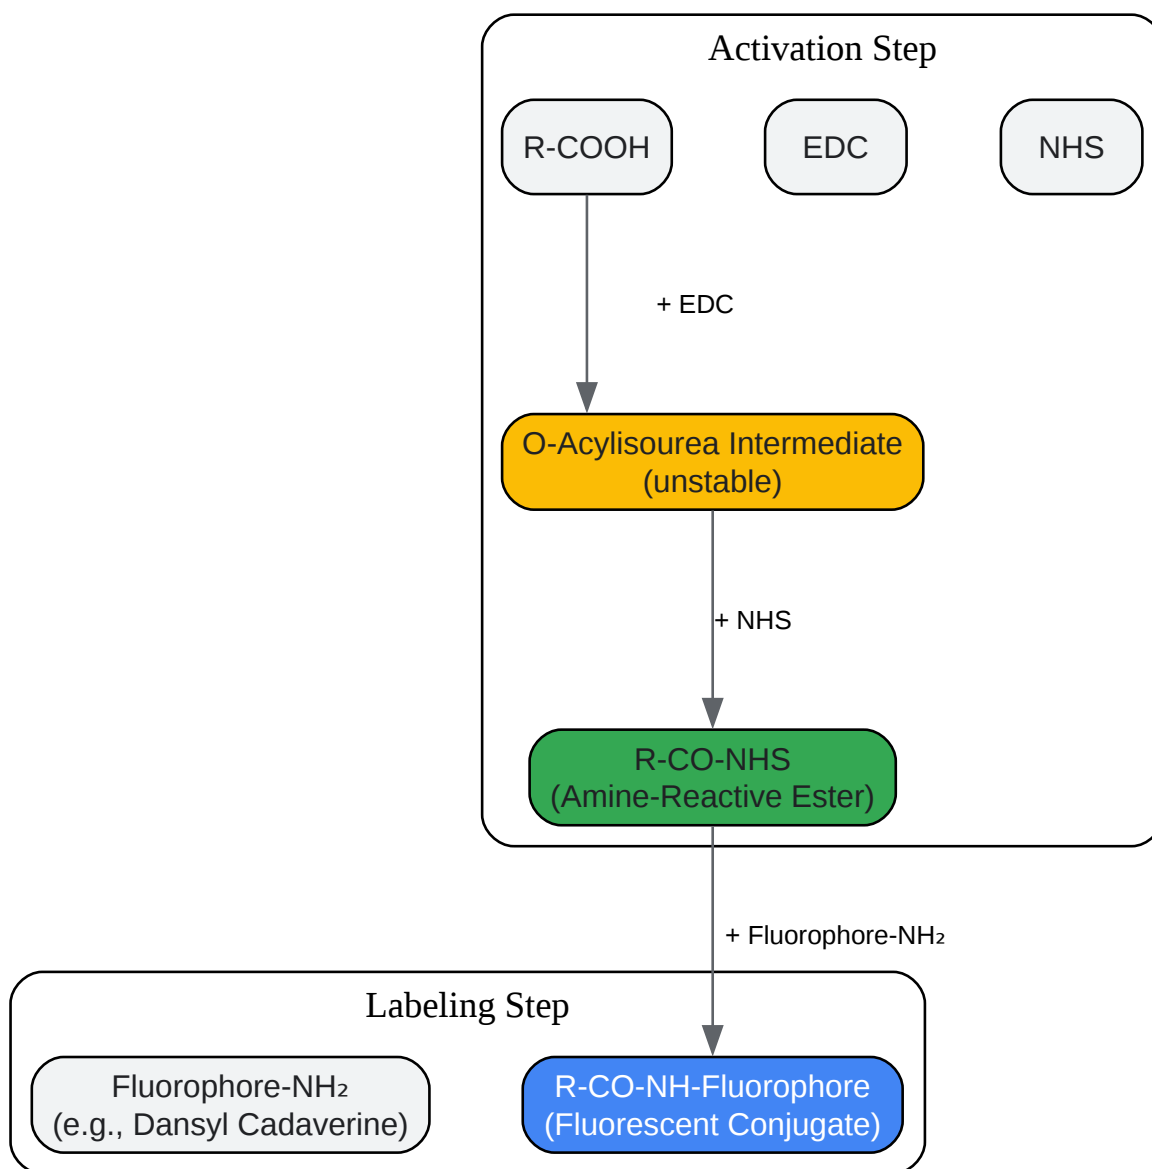 Activation Step
R-COOH
EDC
NHS
+ EDC
O-Acylisourea Intermediate
(unstable)
+ NHS
R-CO-NHS
(Amine-Reactive Ester)
+ Fluorophore-NH₂
Labeling Step
Fluorophore-NH₂
(e.g., Dansyl Cadaverine)
R-CO-NH-Fluorophore
(Fluorescent Conjugate)